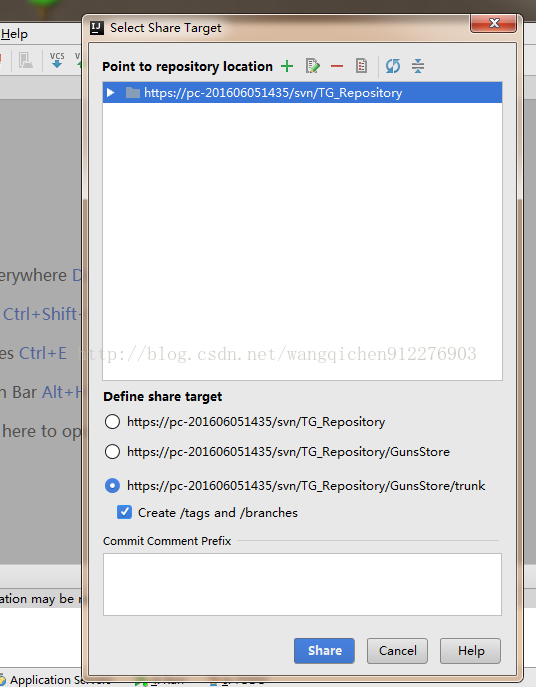 Select Share Target
Help
Point to repository location
VCS
https://pc-201606051435/svn/TG_Repository
Ctrl+Shift+
Ctrl+E
http://blog.csdn.net/wangqichen912276903
Bar Alt+H
Define share target
https://pc-201606051435/svn/TG_Repository
here to op
https://pc-201606051435/svn/TG_Repository/GunsStore
https://pc-201606051435/svn/TG_Repository/GunsStore/trunk
Create /tags and /branches
Commit Comment Prefix
ation may be
Share Cancel Help
Application Servers